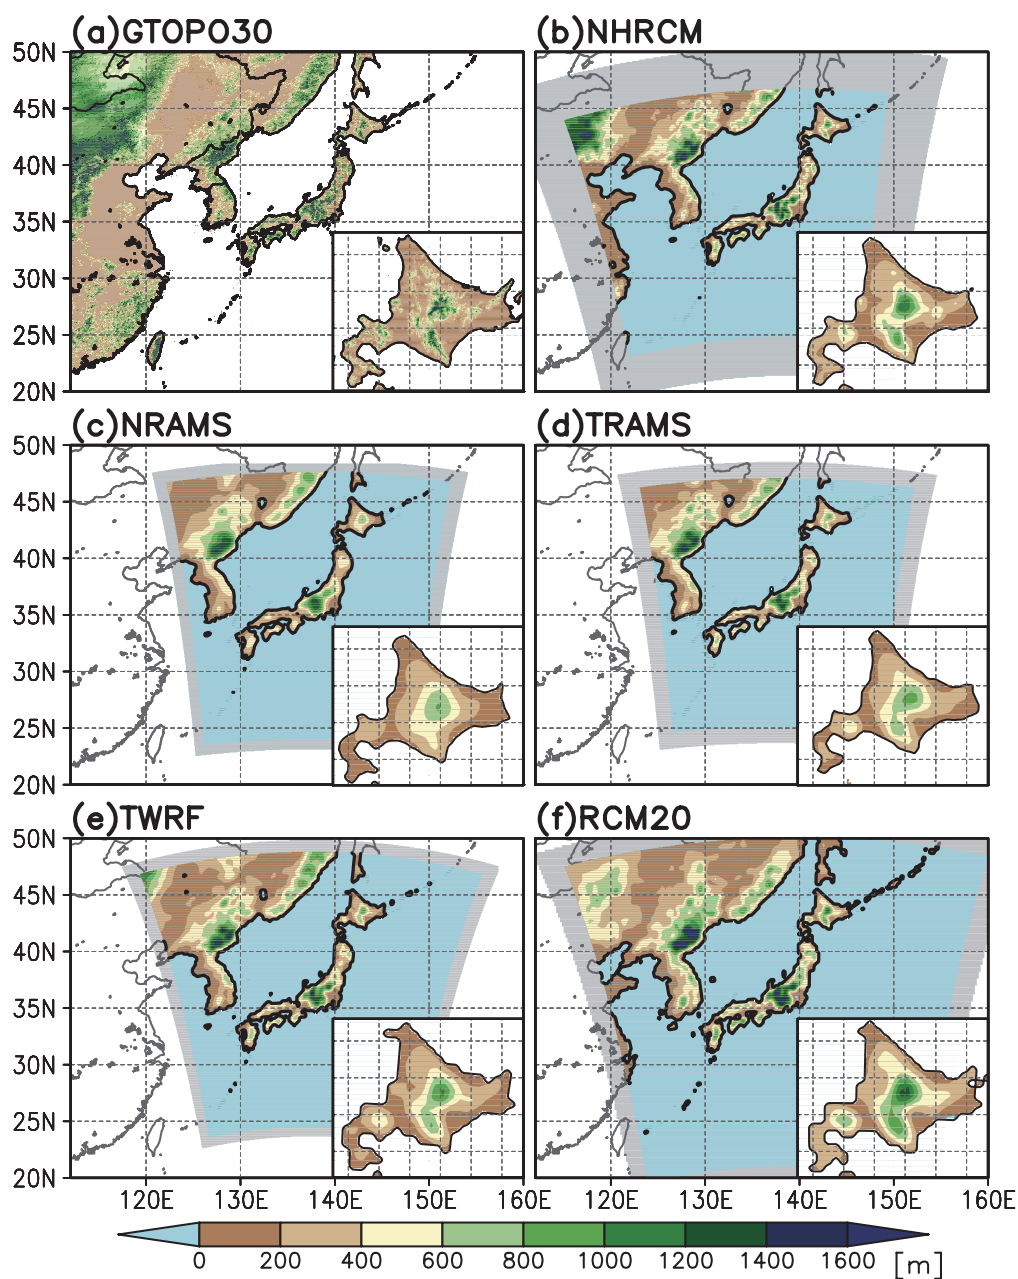 (a)GTOPO30
(b)NHRCM
50N
45N
40N
35N
30N
25N
20N
(c)NRAMS
(d)TRAMS
50N
45N
40N
35N
30N
25N
20N
(e)TWRF
(f)RCM20
50N
45N
40N
35N
30N
25N
20N
120E 130E 140E 150E 160E 120E 130E 140E 150E 160E
0 200 400 600 800 1000 1200 1400 1600 [m]